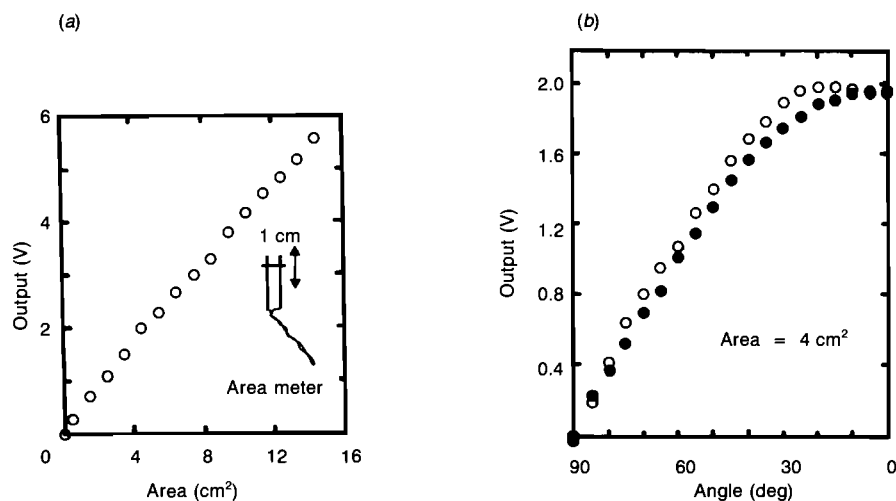 (a)
6
4
2
0
0 4 8 12 16
Output (V)
Area (cm²)
1 cm
Area meter
(b)
2.0
1.6
1.2
0.8
0.4
90 60 30 0
Output (V)
Angle (deg)
Area = 4 cm²